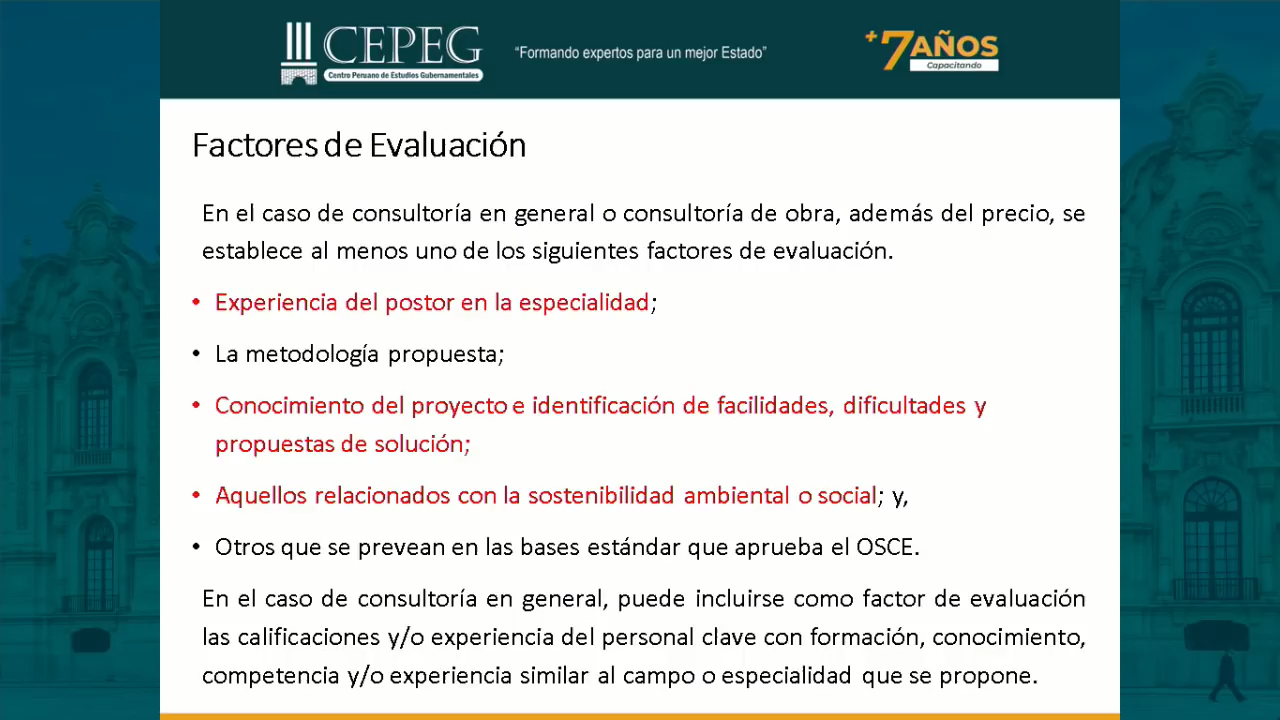 CEPEG
Centro Peruano de Estudios Gubernamentales
“Formando expertos para un mejor Estado”
+7 AÑOS
Capacitando
Factores de Evaluación
En el caso de consultoría en general o consultoría de obra, además del precio, se
establece al menos uno de los siguientes factores de evaluación.
• Experiencia del postor en la especialidad;
• La metodología propuesta;
• Conocimiento del proyecto e identificación de facilidades, dificultades y
propuestas de solución;
• Aquellos relacionados con la sostenibilidad ambiental o social; y,
• Otros que se prevean en las bases estándar que aprueba el OSCE.
En el caso de consultoría en general, puede incluirse como factor de evaluación
las calificaciones y/o experiencia del personal clave con formación, conocimiento,
competencia y/o experiencia similar al campo o especialidad que se propone.